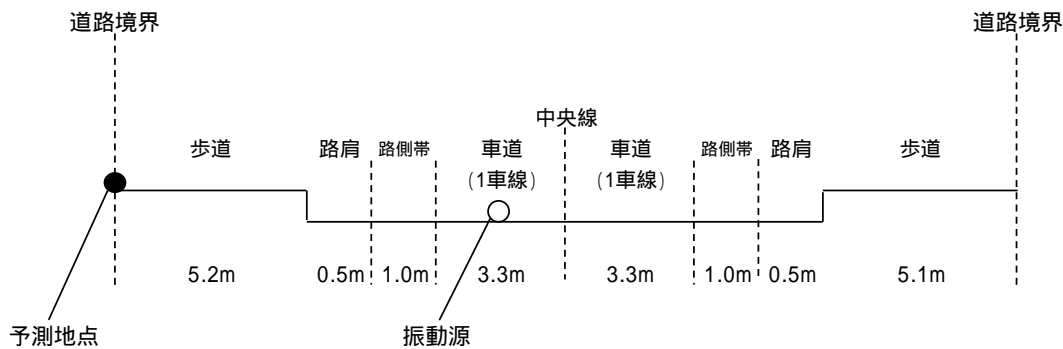 道路境界 道路境界
中央線
歩道 路肩 路側帯 車道 車道 路側帯 路肩 歩道
(1車線) (1車線)
5.2m 0.5m 1.0m 3.3m 3.3m 1.0m 0.5m 5.1m
予測地点 振動源